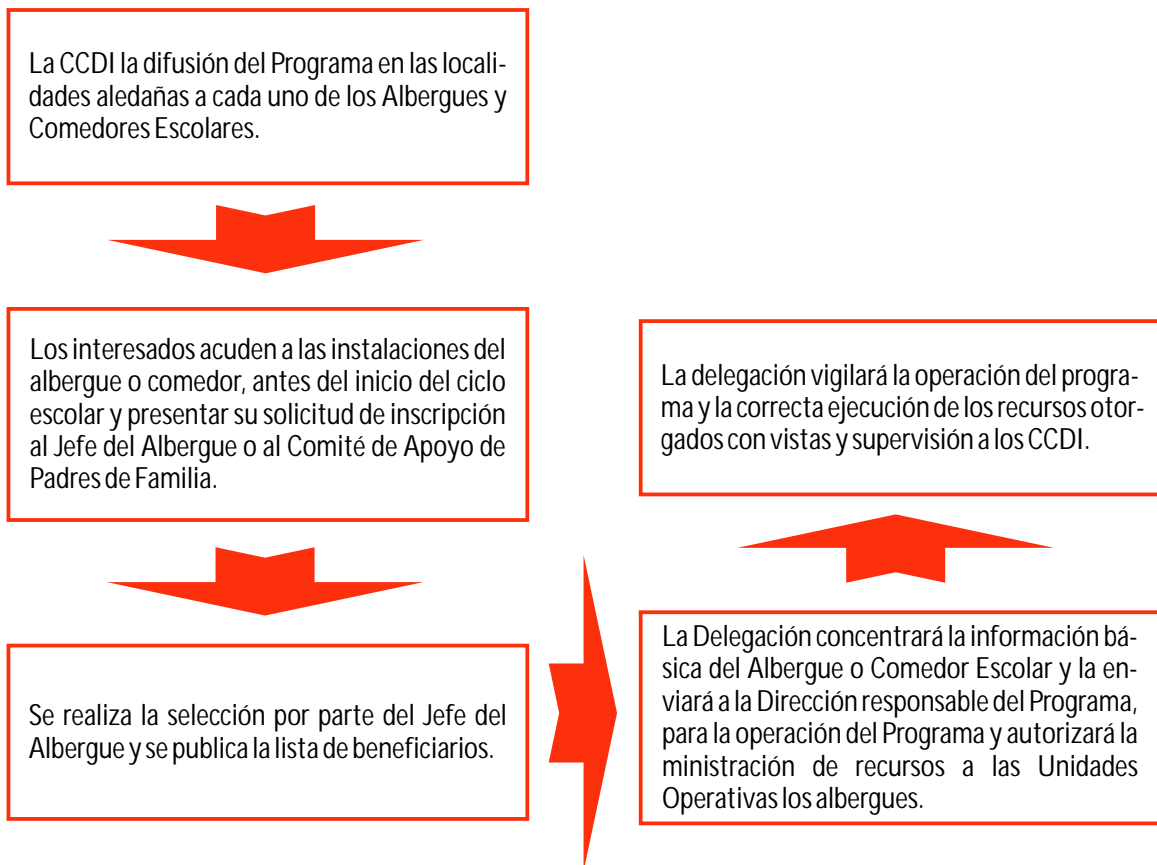 La CCDI la difusión del Programa en las locali-
dades aledañas a cada uno de los Albergues y
Comedores Escolares.
Los interesados acuden a las instalaciones del
albergue o comedor, antes del inicio del ciclo
escolar y presentar su solicitud de inscripción
al Jefe del Albergue o al Comité de Apoyo de
Padres de Familia.
Se realiza la selección por parte del Jefe del
Albergue y se publica la lista de beneficiarios.
La Delegación concentrará la información bá-
sica del Albergue o Comedor Escolar y la en-
viará a la Dirección responsable del Programa,
para la operación del Programa y autorizará la
ministración de recursos a las Unidades
Operativas los albergues.
La delegación vigilará la operación del progra-
ma y la correcta ejecución de los recursos otor-
gados con vistas y supervisión a los CCDI.